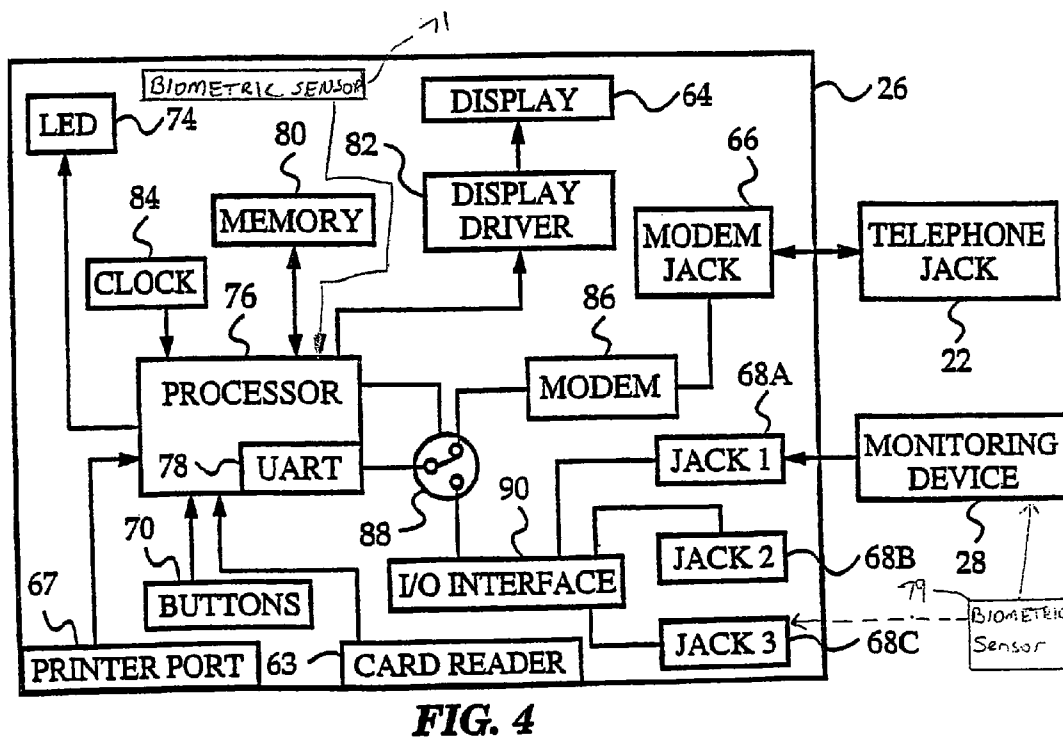 71
BIOMETRIC SENSOR
DISPLAY
64
26
LED
74
80
82
66
MEMORY
DISPLAY
DRIVER
84
MODEM
JACK
TELEPHONE
JACK
CLOCK
76
86
22
PROCESSOR
MODEM
68A
78
UART
JACK 1
MONITORING
DEVICE
88
90
70
I/O INTERFACE
JACK 2
68B
28
67
BUTTONS
79
BIOMETRIC
Sensor
JACK 3
68C
PRINTER PORT
63
CARD READER
FIG. 4